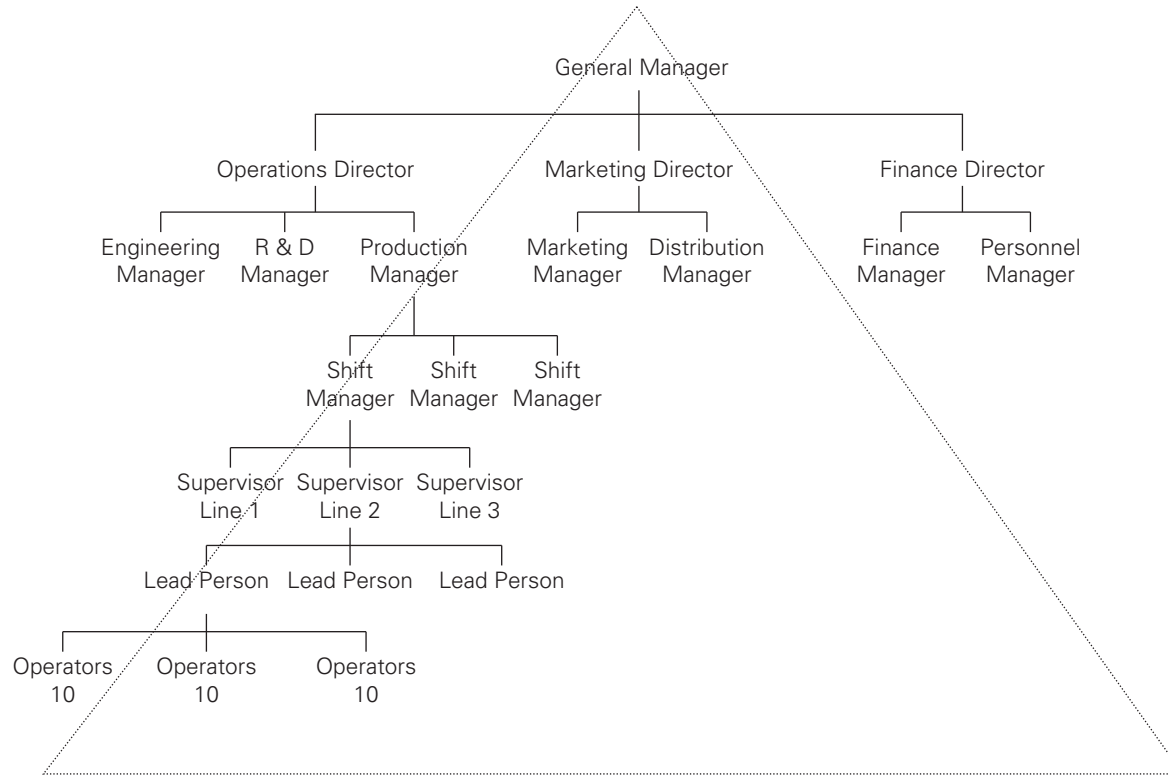 General Manager
Operations Director
Marketing Director
Finance Director
Engineering
Manager
R & D
Manager
Production
Manager
Marketing
Manager
Distribution
Manager
Finance
Manager
Personnel
Manager
Shift
Manager
Shift
Manager
Shift
Manager
Supervisor
Line 1
Supervisor
Line 2
Supervisor
Line 3
Lead Person
Lead Person
Lead Person
Operators
10
Operators
10
Operators
10